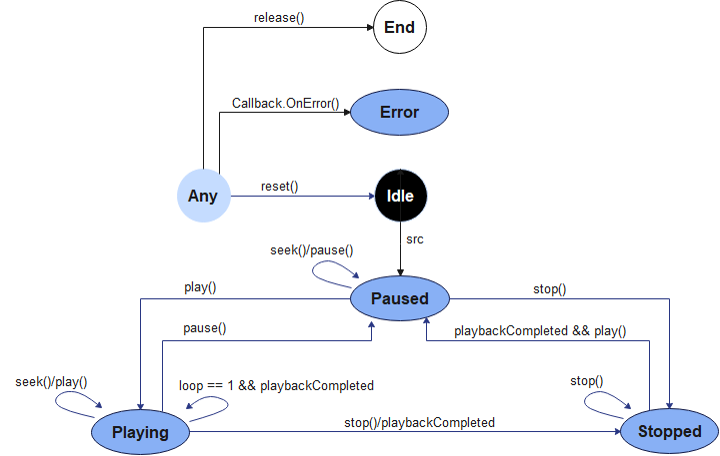 release()
End
Callback.OnError()
Error
Any
reset()
Idle
src
seek()/pause()
Paused
play()
stop()
pause()
playbackCompleted && play()
seek()/play()
loop == 1 && playbackCompleted
stop()
stop()/playbackCompleted
Playing
Stopped